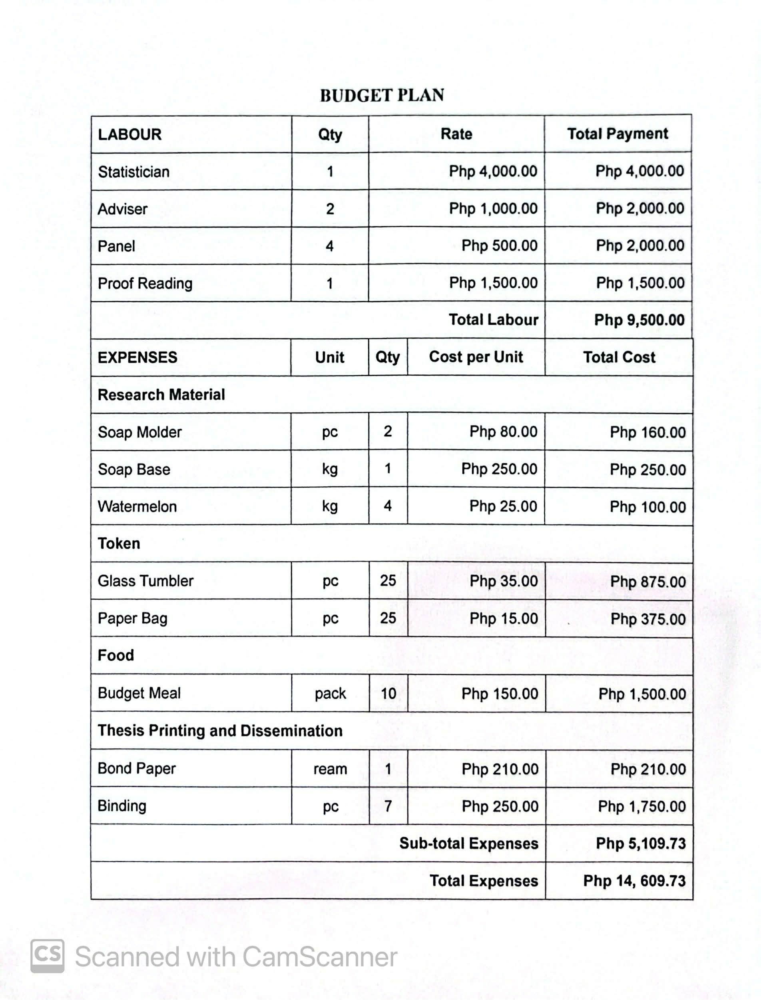 BUDGET PLAN
LABOUR Qty Rate Total Payment
Statistician 1 Php 4,000.00 Php 4,000.00
Adviser 2 Php 1,000.00 Php 2,000.00
Panel 4 Php 500.00 Php 2,000.00
Proof Reading 1 Php 1,500.00 Php 1,500.00
Total Labour Php 9,500.00
EXPENSES Unit Qty Cost per Unit Total Cost
Research Material
Soap Molder pc 2 Php 80.00 Php 160.00
Soap Base kg 1 Php 250.00 Php 250.00
Watermelon kg 4 Php 25.00 Php 100.00
Token
Glass Tumbler pc 25 Php 35.00 Php 875.00
Paper Bag pc 25 Php 15.00 Php 375.00
Food
Budget Meal pack 10 Php 150.00 Php 1,500.00
Thesis Printing and Dissemination
Bond Paper ream 1 Php 210.00 Php 210.00
Binding pc 7 Php 250.00 Php 1,750.00
Sub-total Expenses Php 5,109.73
Total Expenses Php 14, 609.73
CS Scanned with CamScanner